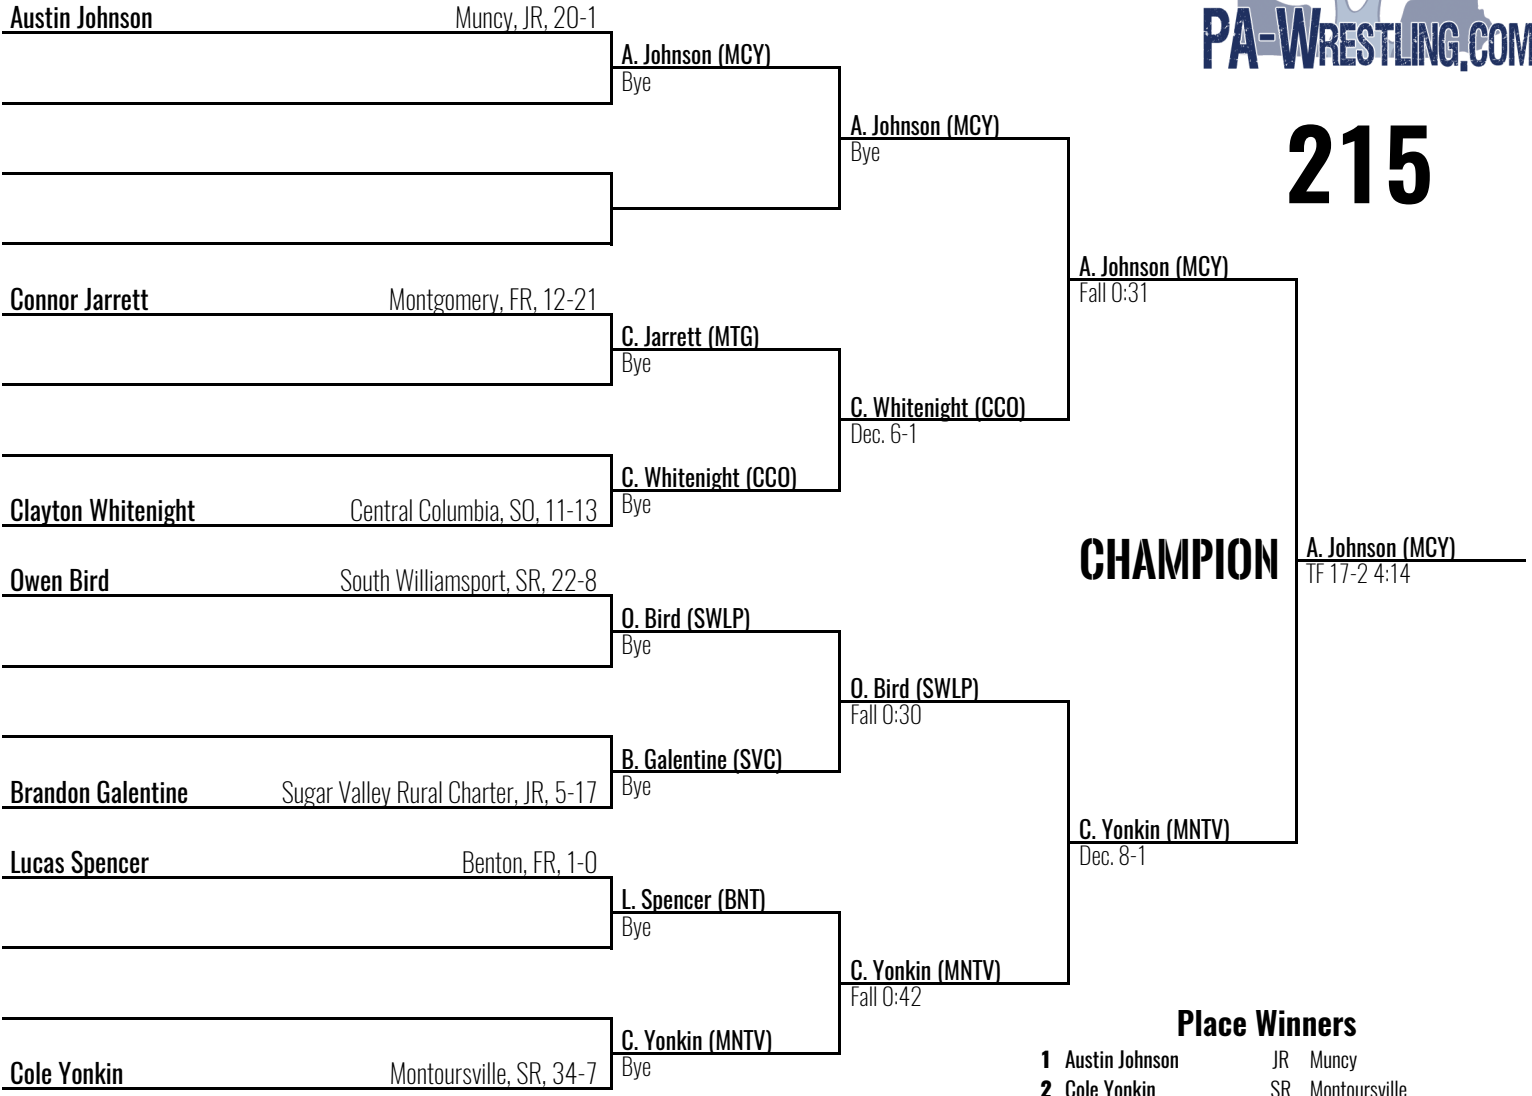 PA-WRESTLING.COM
215
Austin Johnson Muncy, JR, 20-1
A. Johnson (MCY)
Bye
A. Johnson (MCY)
Bye
A. Johnson (MCY)
Fall 0:31
Connor Jarrett Montgomery, FR, 12-21
C. Jarrett (MTG)
Bye
C. Whitenight (CCO)
Dec. 6-1
C. Whitenight (CCO)
Bye
Clayton Whitenight Central Columbia, SO, 11-13
CHAMPION
A. Johnson (MCY)
TF 17-2 4:14
Owen Bird South Williamsport, SR, 22-8
O. Bird (SWLP)
Bye
O. Bird (SWLP)
Fall 0:30
B. Galentine (SVC)
Bye
Brandon Galentine Sugar Valley Rural Charter, JR, 5-17
C. Yonkin (MNTV)
Dec. 8-1
Lucas Spencer Benton, FR, 1-0
L. Spencer (BNT)
Bye
C. Yonkin (MNTV)
Fall 0:42
C. Yonkin (MNTV)
Bye
Cole Yonkin Montoursville, SR, 34-7
Place Winners
1 Austin Johnson JR Muncy
2 Cole Yonkin SR Montoursville